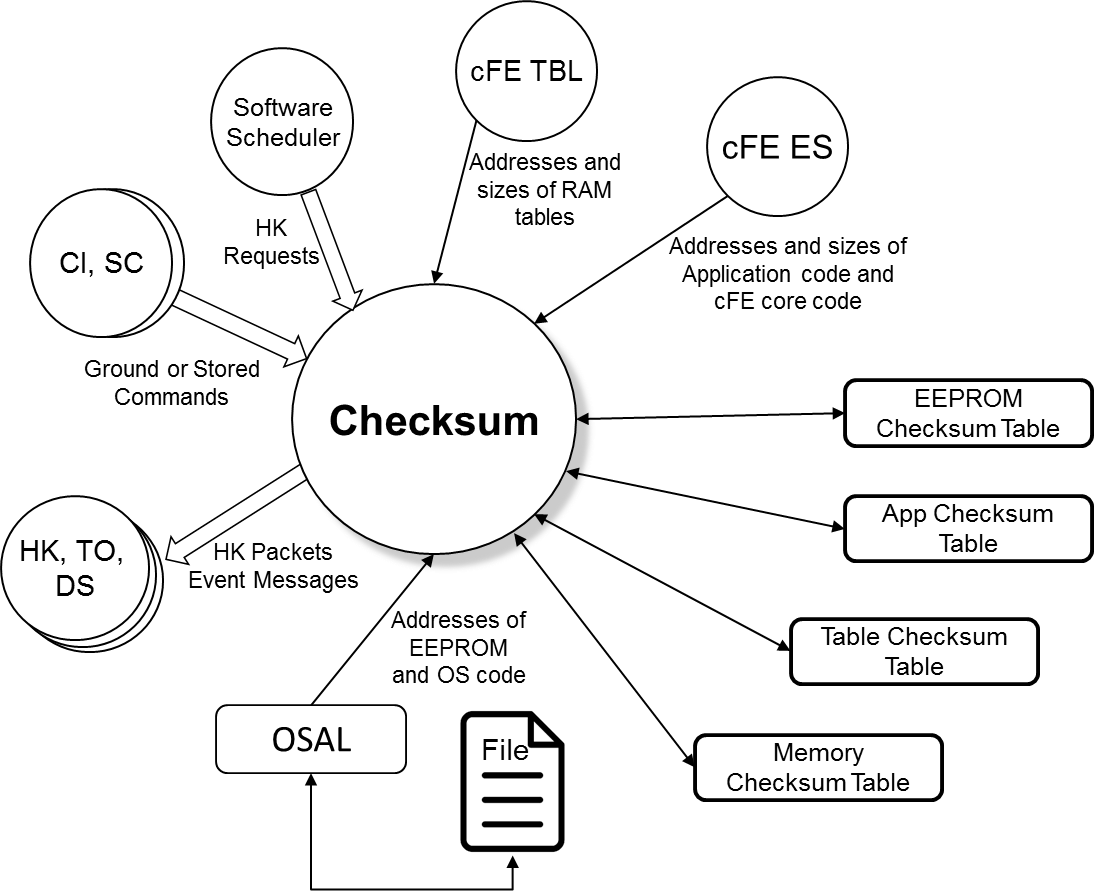 cFE TBL
Software
Scheduler
cFE ES
Addresses and
sizes of RAM
tables
HK
Requests
CI, SC
Addresses and sizes of
Application code and
cFE core code
Ground or Stored
Commands
Checksum
EEPROM
Checksum Table
App Checksum
Table
HK, TO,
DS
HK Packets
Event Messages
Addresses of
EEPROM
and OS code
Table Checksum
Table
OSAL
File
Memory
Checksum Table